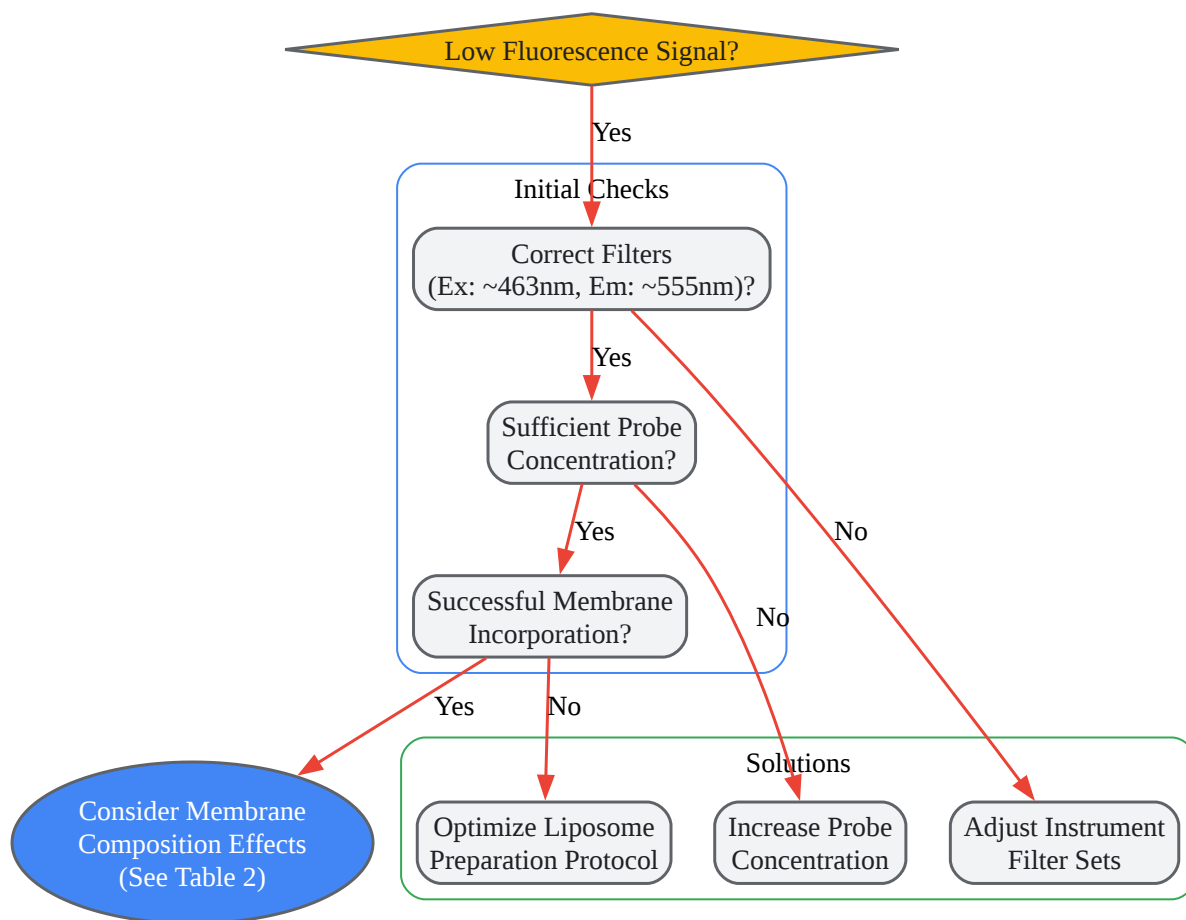 Low Fluorescence Signal?
Yes
Initial Checks
Correct Filters
(Ex: ~463nm, Em: ~555nm)?
Yes
Sufficient Probe
Concentration?
No
Yes
Successful Membrane
Incorporation?
No
Yes
No
Solutions
Consider Membrane
Composition Effects
(See Table 2)
Optimize Liposome
Preparation Protocol
Increase Probe
Concentration
Adjust Instrument
Filter Sets